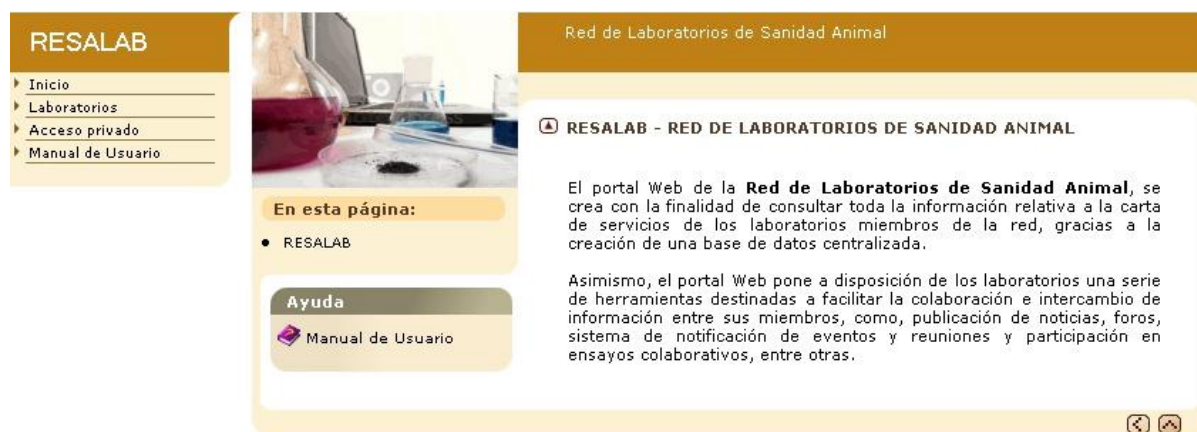 RESALAB
Inicio
Laboratorios
Acceso privado
Manual de Usuario
En esta página:
RESALAB
Ayuda
Manual de Usuario
Red de Laboratorios de Sanidad Animal
RESALAB - RED DE LABORATORIOS DE SANIDAD ANIMAL
El portal Web de la Red de Laboratorios de Sanidad Animal, se
crea con la finalidad de consultar toda la información relativa a la carta
de servicios de los laboratorios miembros de la red, gracias a la
creación de una base de datos centralizada.
Asimismo, el portal Web pone a disposición de los laboratorios una serie
de herramientas destinadas a facilitar la colaboración e intercambio de
información entre sus miembros, como, publicación de noticias, foros,
sistema de notificación de eventos y reuniones y participación en
ensayos colaborativos, entre otras.